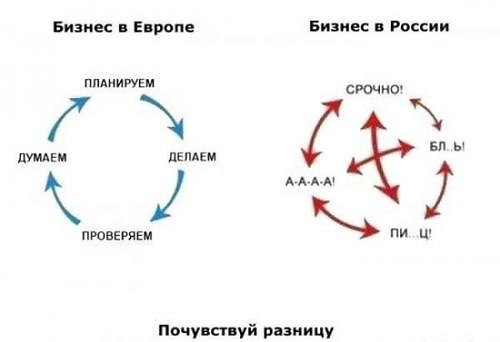 Бизнес в Европе
Бизнес в России
ПЛАНИРУЕМ
ДЕЛАЕМ
ПРОВЕРЯЕМ
ДУМАЕМ
СРОЧНО!
БЛ..Ь!
ПИ...Ц!
А-А-А-А!
Почувствуй разницу